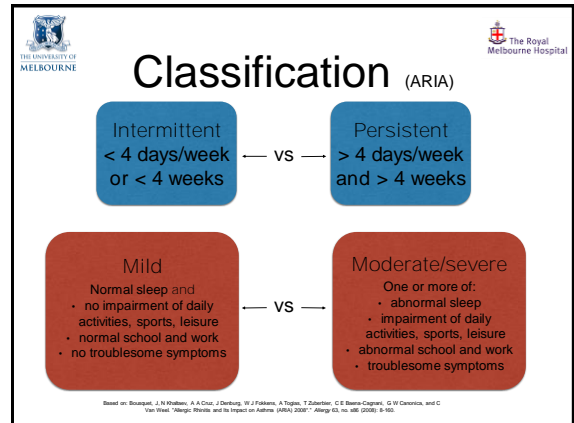 THE UNIVERSITY OF
MELBOURNE
The Royal
Melbourne Hospital
Classification (ARIA)
Intermittent
< 4 days/week
or < 4 weeks
vs
Persistent
> 4 days/week
and > 4 weeks
Mild
Normal sleep and
• no impairment of daily
activities, sports, leisure
• normal school and work
• no troublesome symptoms
vs
Moderate/severe
One or more of:
• abnormal sleep
• impairment of daily
activities, sports, leisure
• abnormal school and work
• troublesome symptoms
Based on: Bousquet, J, N Khaltaev, A A Cruz, J Denburg, W J Fokkens, A Togias, T Zuberbier, C E Baena-Cagnani, G W Canonica, and C
Van Weel. "Allergic Rhinitis and Its Impact on Asthma (ARIA) 2008"." Allergy 63, no. s86 (2008): 8-160.